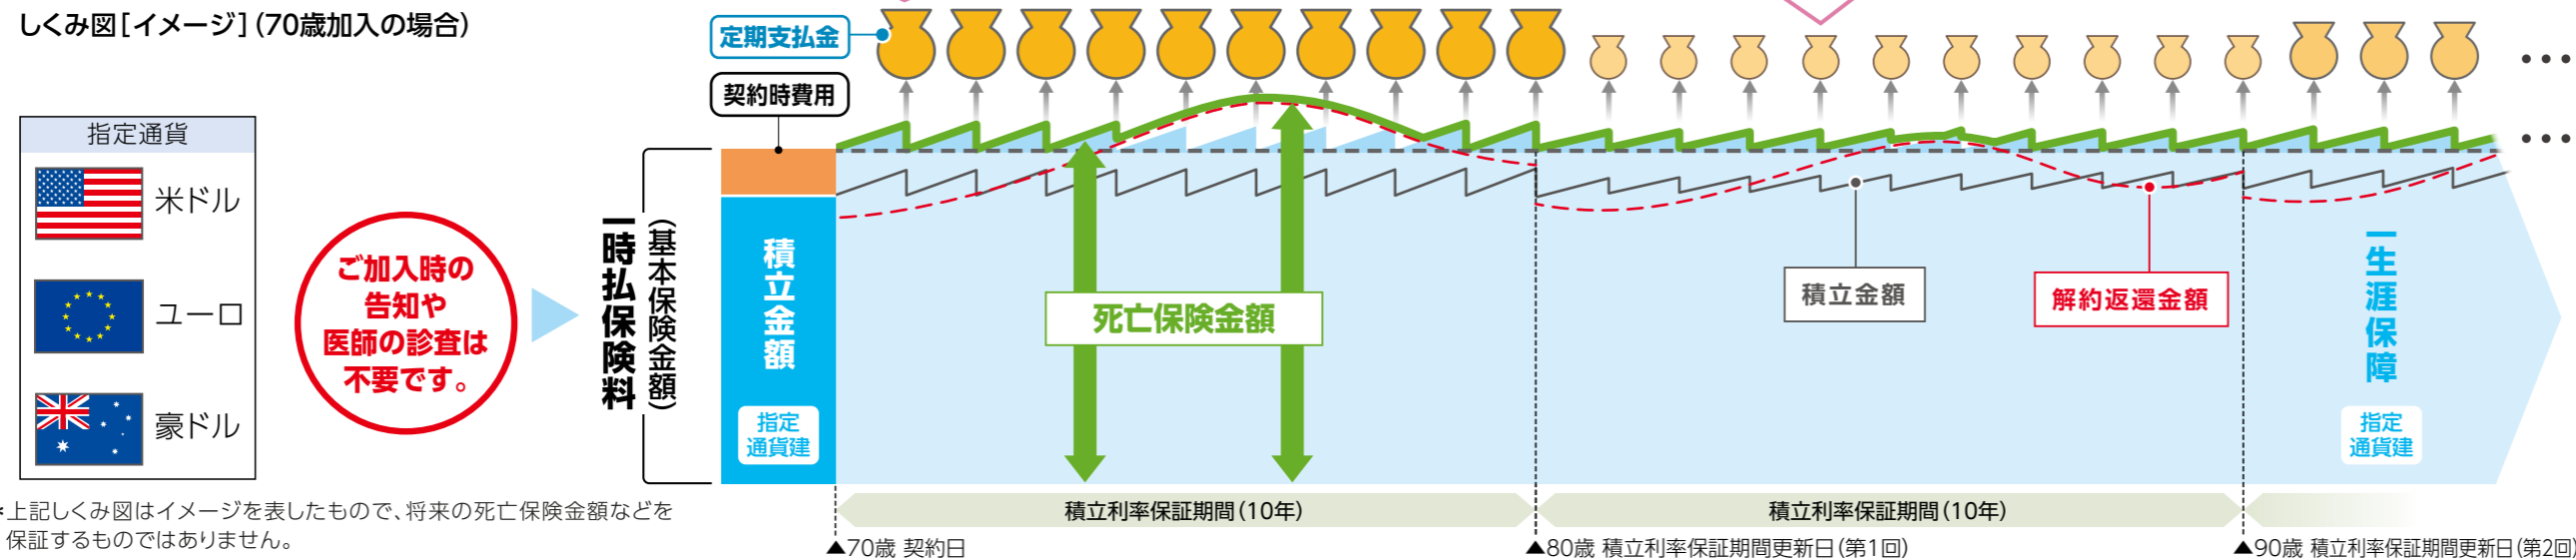 しくみ図[イメージ](70歳加入の場合)
定期支払金
契約時費用
指定通貨
米ドル
ユーロ
豪ドル
ご加入時の
告知や
医師の診査は
不要です。
一時払保険料
(基本保険金額)
積立金額
指定
通貨建
死亡保険金額
積立金額
解約返還金額
一生涯保障
指定
通貨建
積立利率保証期間(10年)
積立利率保証期間(10年)
▲70歳 契約日
▲80歳 積立利率保証期間更新日(第1回)
▲90歳 積立利率保証期間更新日(第2回)
*上記しくみ図はイメージを表したもので、将来の死亡保険金額などを
保証するものではありません。